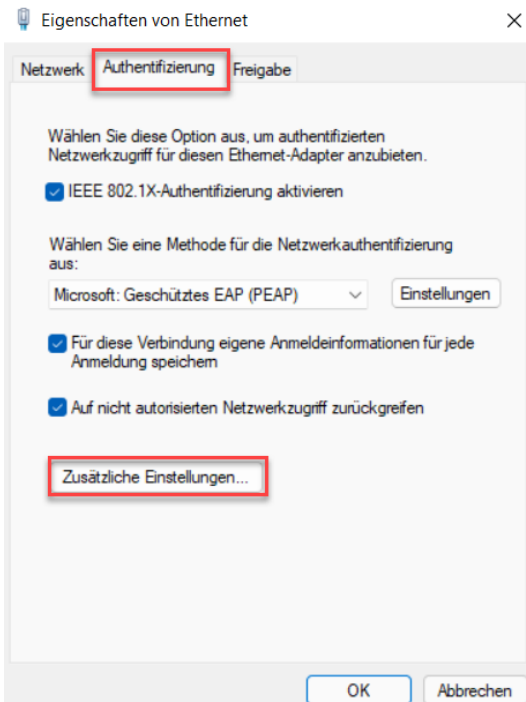 Eigenschaften von Ethernet
Netzwerk Authentifizierung Freigabe
Wählen Sie diese Option aus, um authentifizierten
Netzwerkzugriff für diesen Ethernet-Adapter anzubieten.
IEEE 802.1X-Authentifizierung aktivieren
Wählen Sie eine Methode für die Netzwerkauthentifizierung
aus:
Microsoft: Geschütztes EAP (PEAP) Einstellungen
Für diese Verbindung eigene Anmeldeinformationen für jede
Anmeldung speichern
Auf nicht autorisierten Netzwerkzugriff zurückgreifen
Zusätzliche Einstellungen...
OK Abbrechen